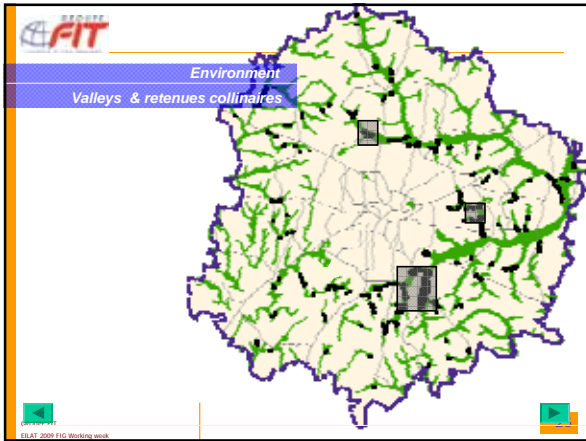 GROUPE
FIT
Environment
Valleys & retenues collinaires
EILAT 2009 FIG Working week